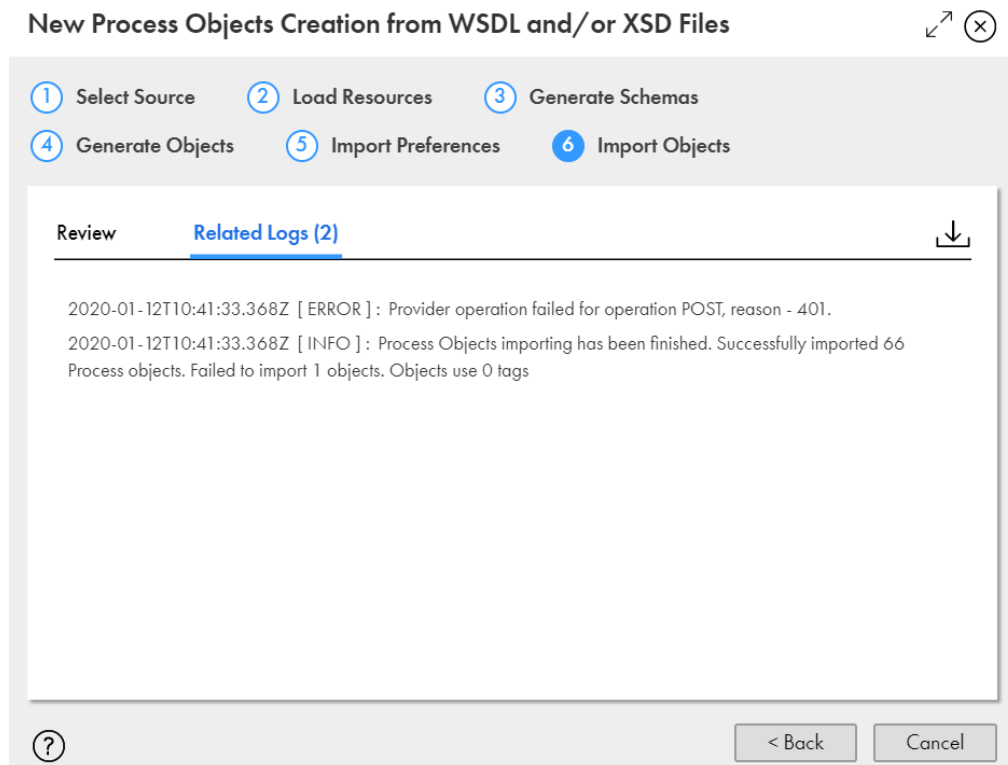 New Process Objects Creation from WSDL and/or XSD Files
1 Select Source 2 Load Resources 3 Generate Schemas
4 Generate Objects 5 Import Preferences 6 Import Objects
Review Related Logs (2)
2020-01-12T10:41:33.368Z [ ERROR ] : Provider operation failed for operation POST, reason - 401.
2020-01-12T10:41:33.368Z [ INFO ] : Process Objects importing has been finished. Successfully imported 66
Process objects. Failed to import 1 objects. Objects use 0 tags
? < Back Cancel